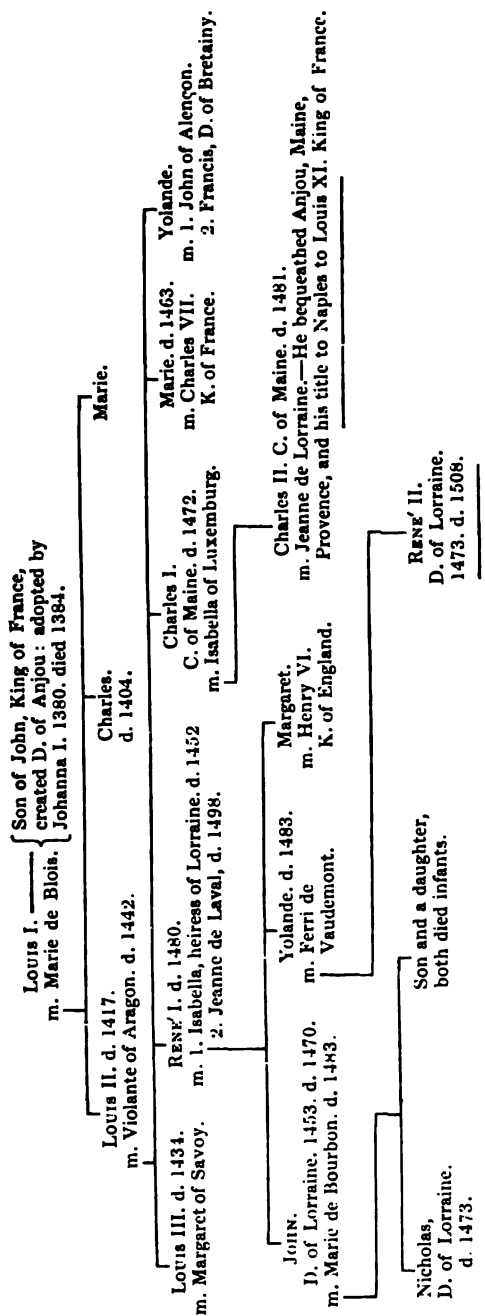 LOUIS I. —— { Son of John, King of France,
created D. of Anjou: adopted by
Johanna I. 1380. died 1384.
m. Marie de Blois.
LOUIS II. d. 1417.
m. Violante of Aragon. d. 1442.
Charles.
d. 1404.
Marie.
LOUIS III. d. 1434.
m. Margaret of Savoy.
RENE' I. d. 1480.
m. 1. Isabella, heiress of Lorraine. d. 1452
2. Jeanne de Laval, d. 1498.
Charles I.
C. of Maine. d. 1472.
m. Isabella of Luxemburg.
Marie. d. 1463.
m. Charles VII.
K. of France.
Yolande.
m. 1. John of Alençon.
2. Francis, D. of Bretainy.
JOHN.
D. of Lorraine. 1453. d. 1470.
m. Marie de Bourbon. d. 1483.
Yolande. d. 1483.
m. Ferri de
Vaudemont.
Margaret.
m. Henry VI.
K. of England.
Charles II. C. of Maine. d. 1481.
m. Jeanne de Lorraine.—He bequeathed Anjou, Maine,
Provence, and his title to Naples to Louis XI. King of France.
Nicholas,
D. of Lorraine.
d. 1473.
Son and a daughter,
both died infants.
RENE' II.
D. of Lorraine.
1473. d. 1508.